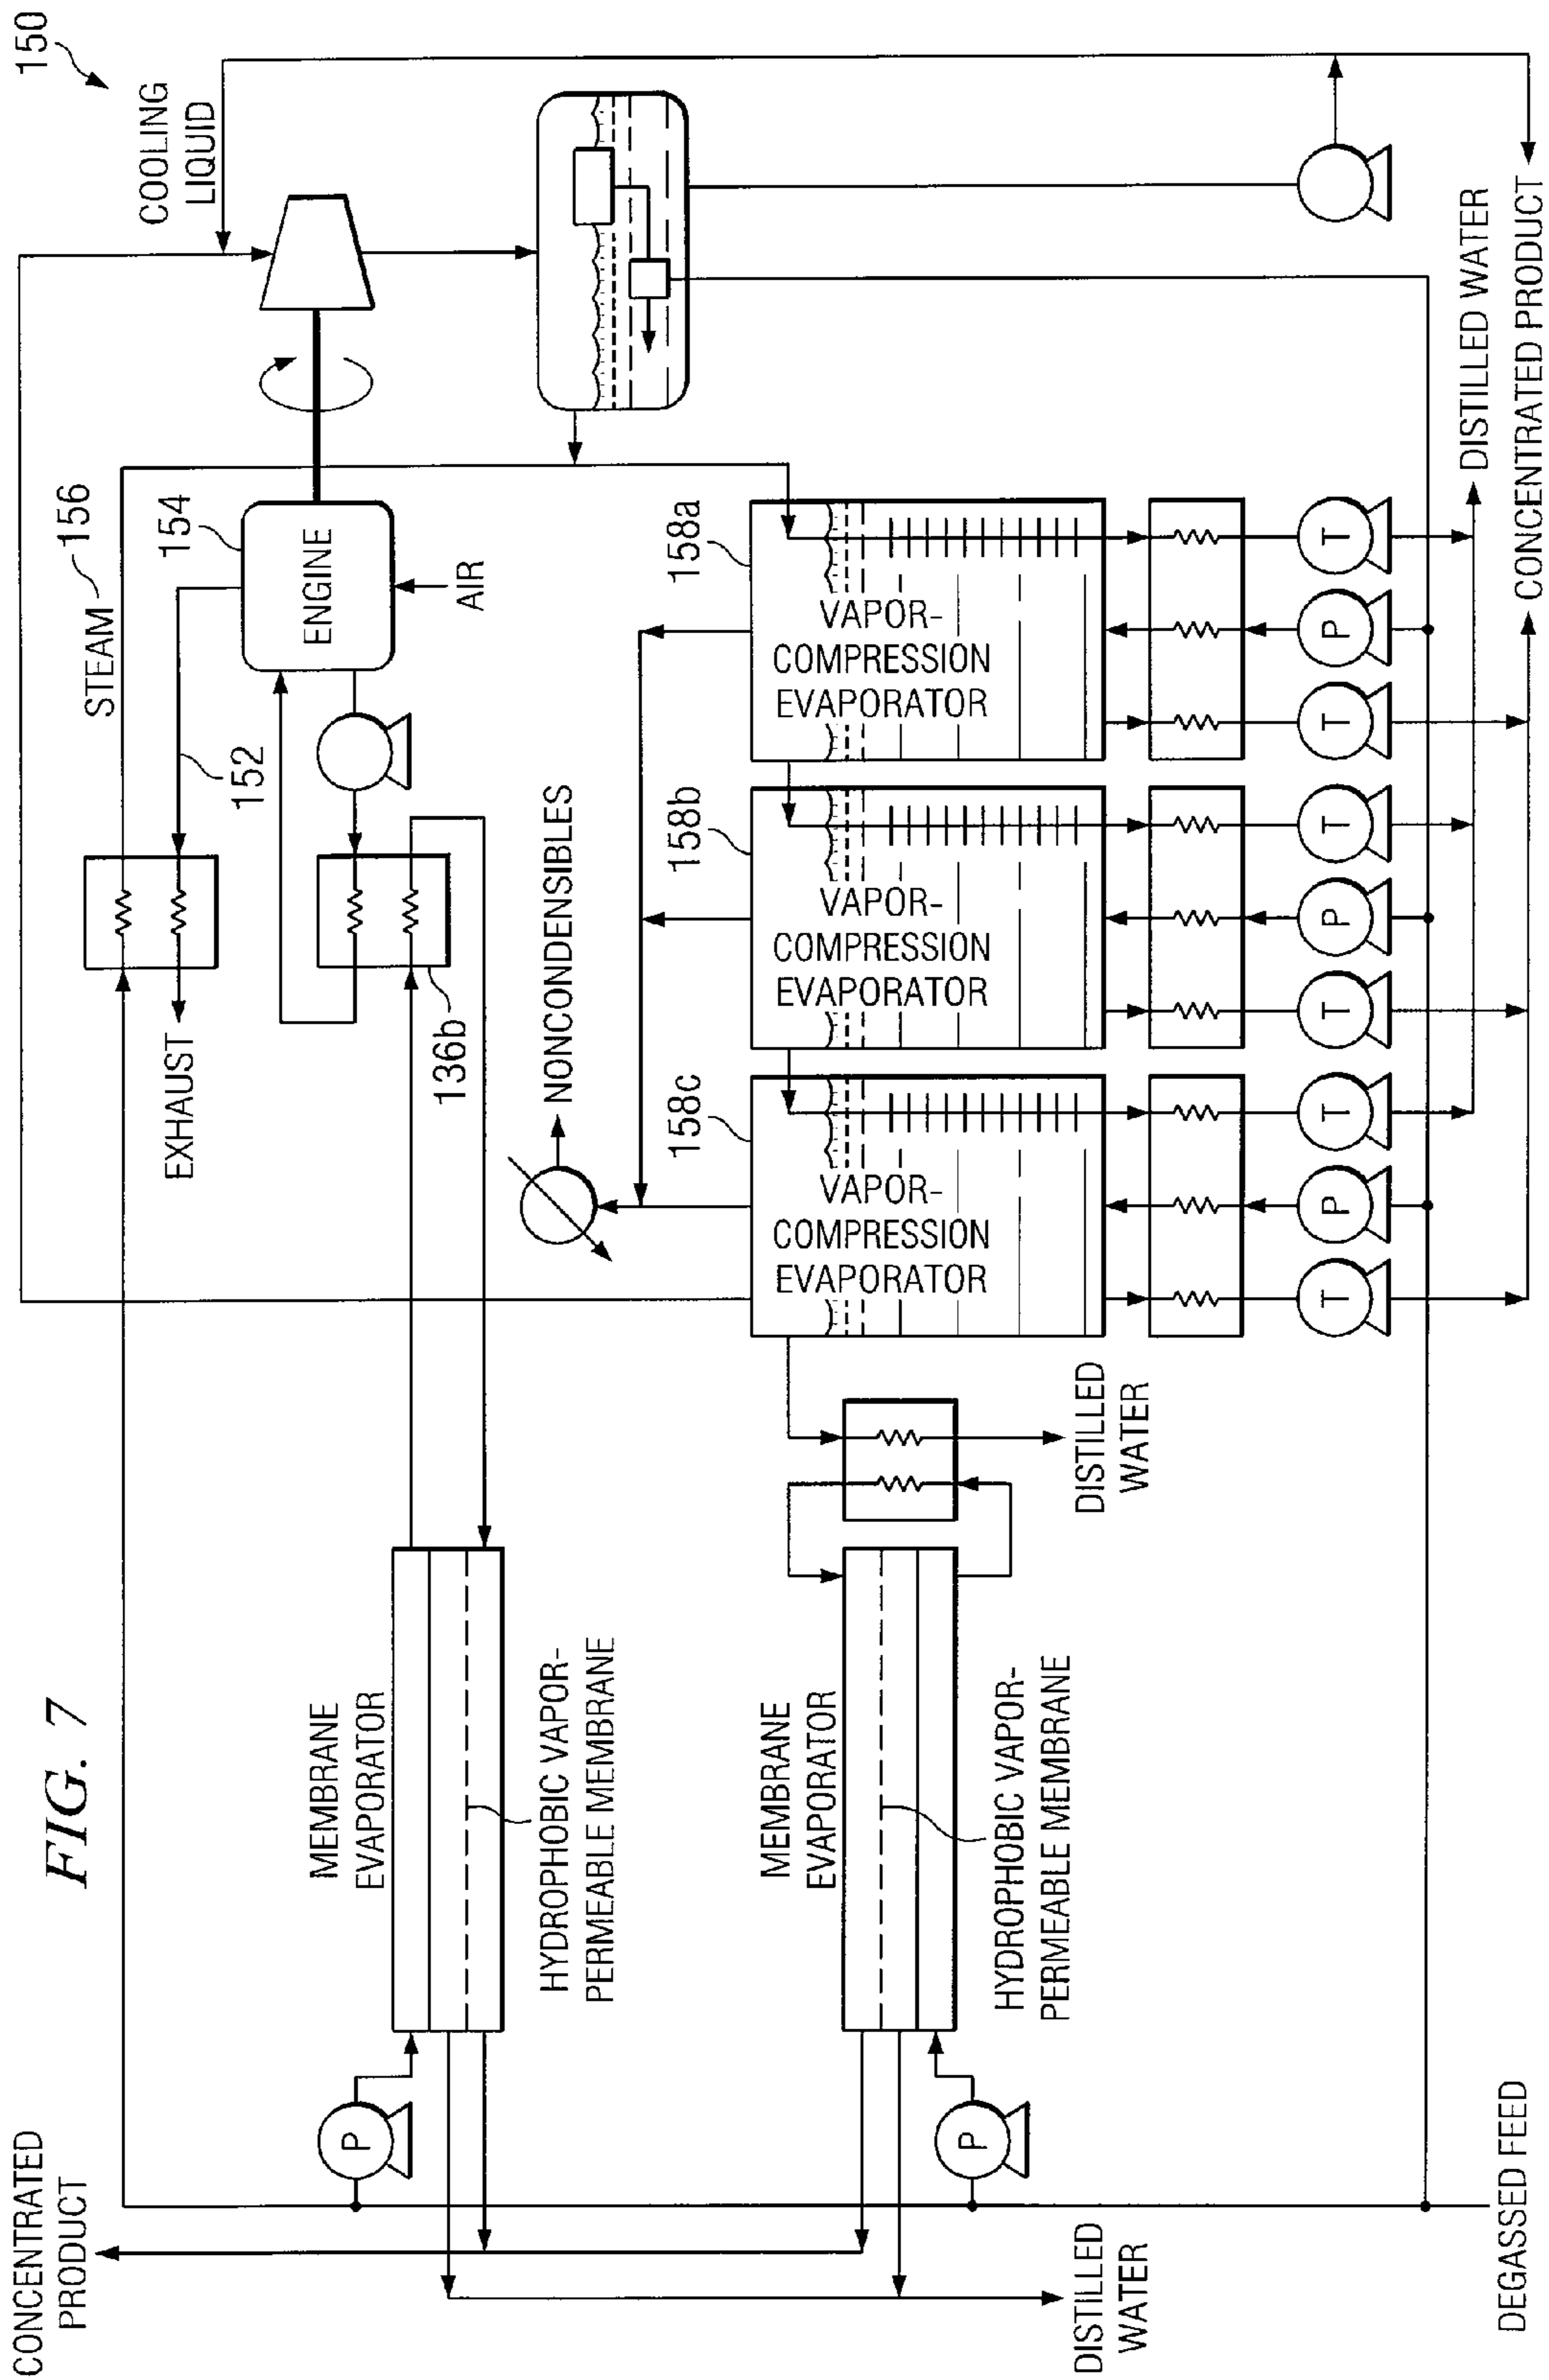 FIG. 7
150
CONCENTRATED
PRODUCT
EXHAUST
STEAM
156
COOLING
LIQUID
152
154
ENGINE
AIR
136b
MEMBRANE
EVAPORATOR
P
HYDROPHOBIC VAPOR-
PERMEABLE MEMBRANE
NONCONDENSIBLES
MEMBRANE
EVAPORATOR
P
HYDROPHOBIC VAPOR-
PERMEABLE MEMBRANE
158c
158b
158a
VAPOR-
COMPRESSION
EVAPORATOR
VAPOR-
COMPRESSION
EVAPORATOR
VAPOR-
COMPRESSION
EVAPORATOR
DISTILLED
WATER
DISTILLED
WATER
T
P
T
T
P
T
T
P
T
DISTILLED WATER
CONCENTRATED PRODUCT
DEGASSED FEED